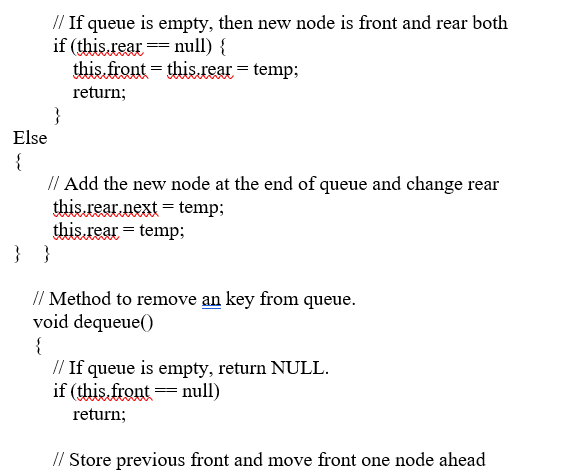 // If queue is empty, then new node is front and rear both
if (this.rear == null) {
this.front = this.rear = temp;
return;
}
Else
{
// Add the new node at the end of queue and change rear
this.rear.next = temp;
this.rear = temp;
} }
// Method to remove an key from queue.
void dequeue()
{
// If queue is empty, return NULL.
if (this.front == null)
return;
// Store previous front and move front one node ahead